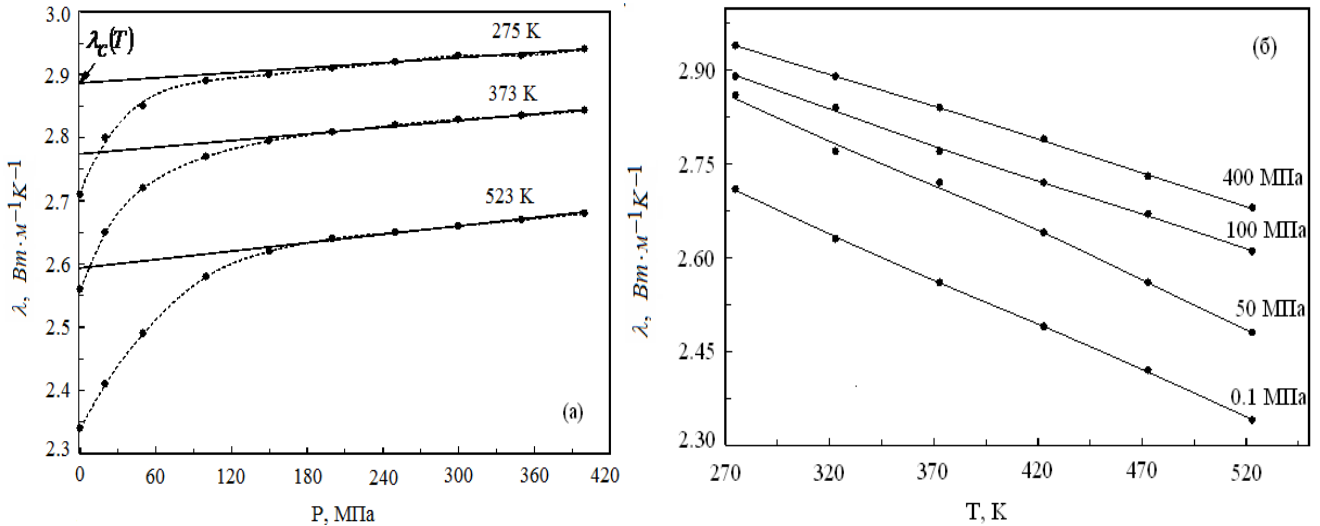 3.0
2.9
2.8
2.7
2.6
2.5
2.4
2.3
λ, Вт·м⁻¹К⁻¹
λ_C(T)
275 K
373 K
523 K
(а)
0 60 120 180 240 300 360 420
P, МПа
2.90
2.75
2.60
2.45
2.30
λ, Вт·м⁻¹К⁻¹
(б)
400 МПа
100 МПа
50 МПа
0.1 МПа
270 320 370 420 470 520
T, K